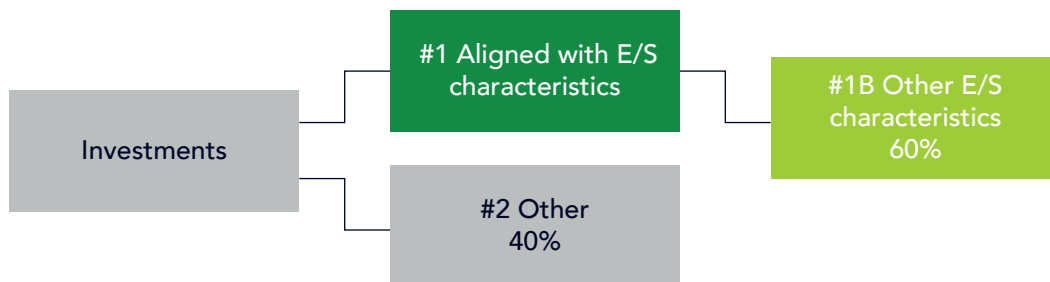 Investments
#1 Aligned with E/S
characteristics
#2 Other
40%
#1B Other E/S
characteristics
60%